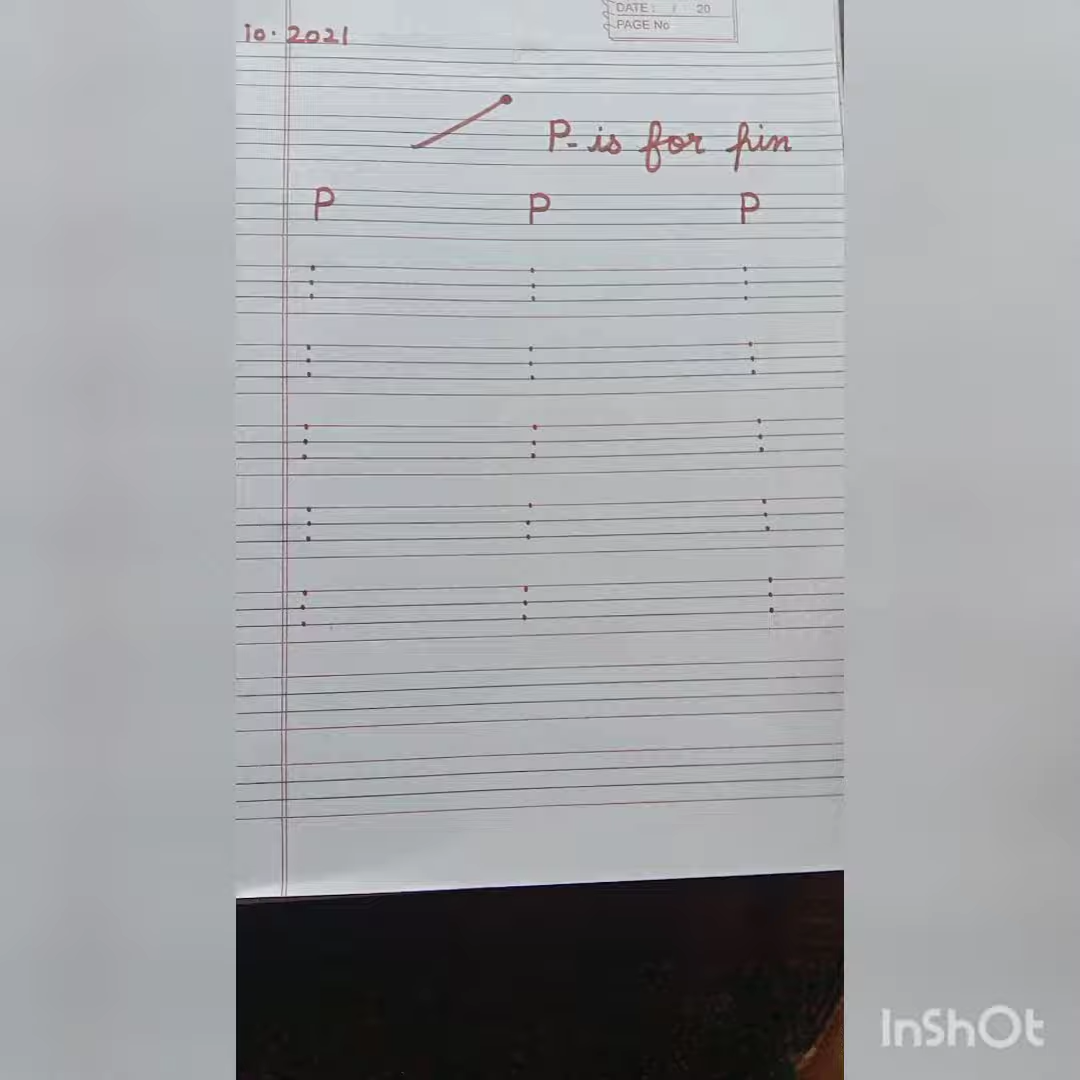 DATE : / 20
PAGE No
10. 2021
P- is for pin
P P P
InShOt